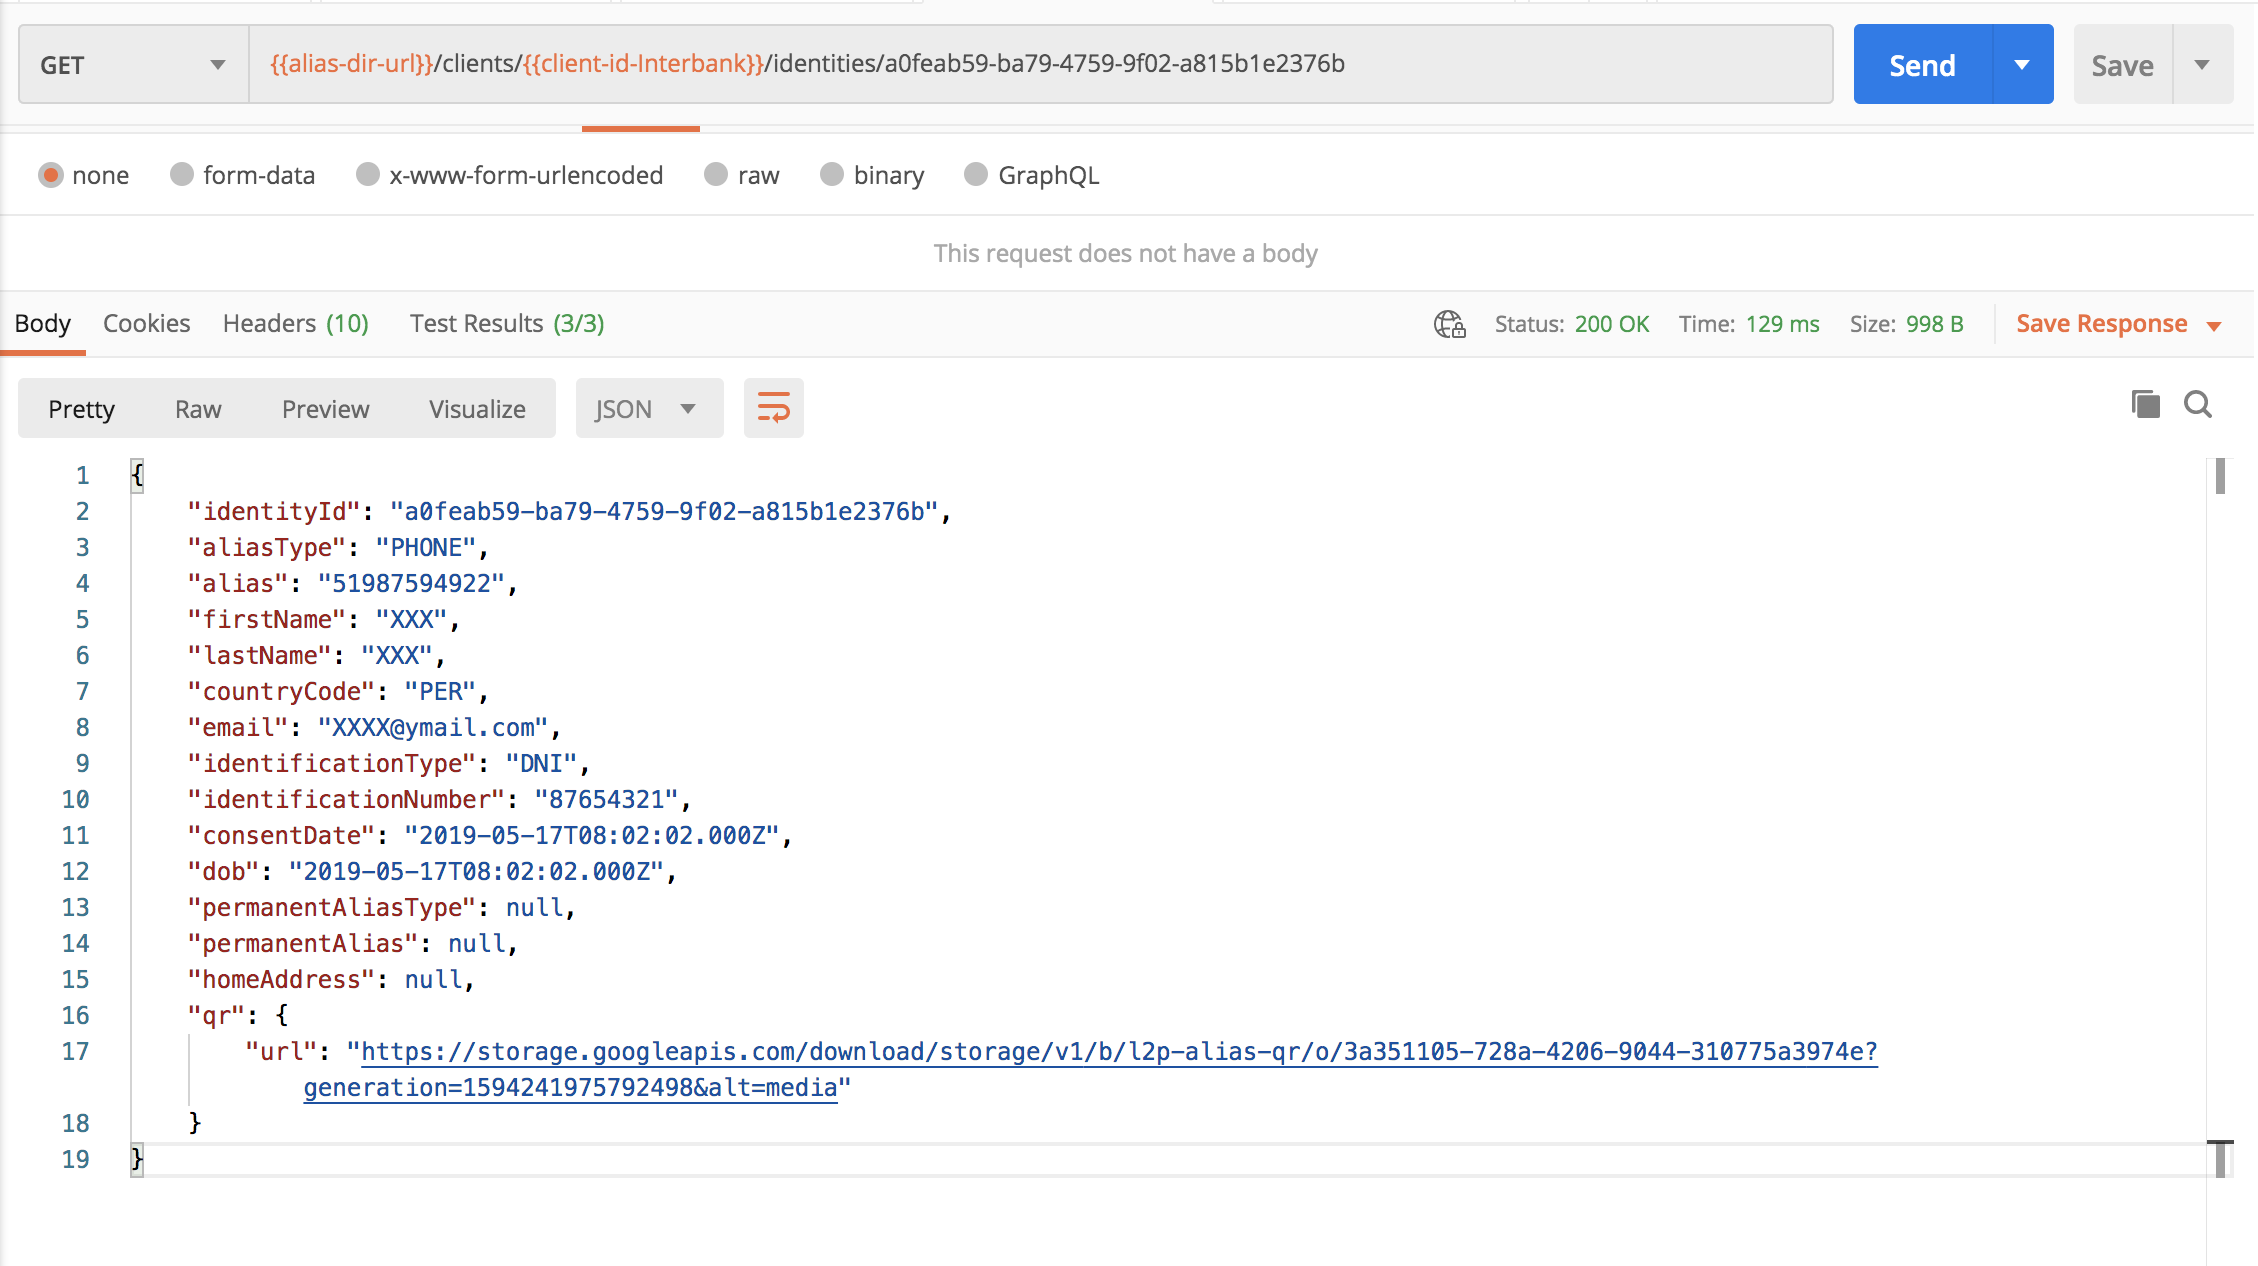 GET {{alias-dir-url}}/clients/{{client-id-Interbank}}/identities/a0feab59-ba79-4759-9f02-a815b1e2376b Send Save
none form-data x-www-form-urlencoded raw binary GraphQL
This request does not have a body
Body Cookies Headers (10) Test Results (3/3) Status: 200 OK Time: 129 ms Size: 998 B Save Response
Pretty Raw Preview Visualize JSON
1 {
2 "identityId": "a0feab59-ba79-4759-9f02-a815b1e2376b",
3 "aliasType": "PHONE",
4 "alias": "51987594922",
5 "firstName": "XXX",
6 "lastName": "XXX",
7 "countryCode": "PER",
8 "email": "XXXX@ymail.com",
9 "identificationType": "DNI",
10 "identificationNumber": "87654321",
11 "consentDate": "2019-05-17T08:02:02.000Z",
12 "dob": "2019-05-17T08:02:02.000Z",
13 "permanentAliasType": null,
14 "permanentAlias": null,
15 "homeAddress": null,
16 "qr": {
17 "url": "https://storage.googleapis.com/download/storage/v1/b/l2p-alias-qr/o/3a351105-728a-4206-9044-310775a3974e?
generation=1594241975792498&alt=media"
18 }
19 }